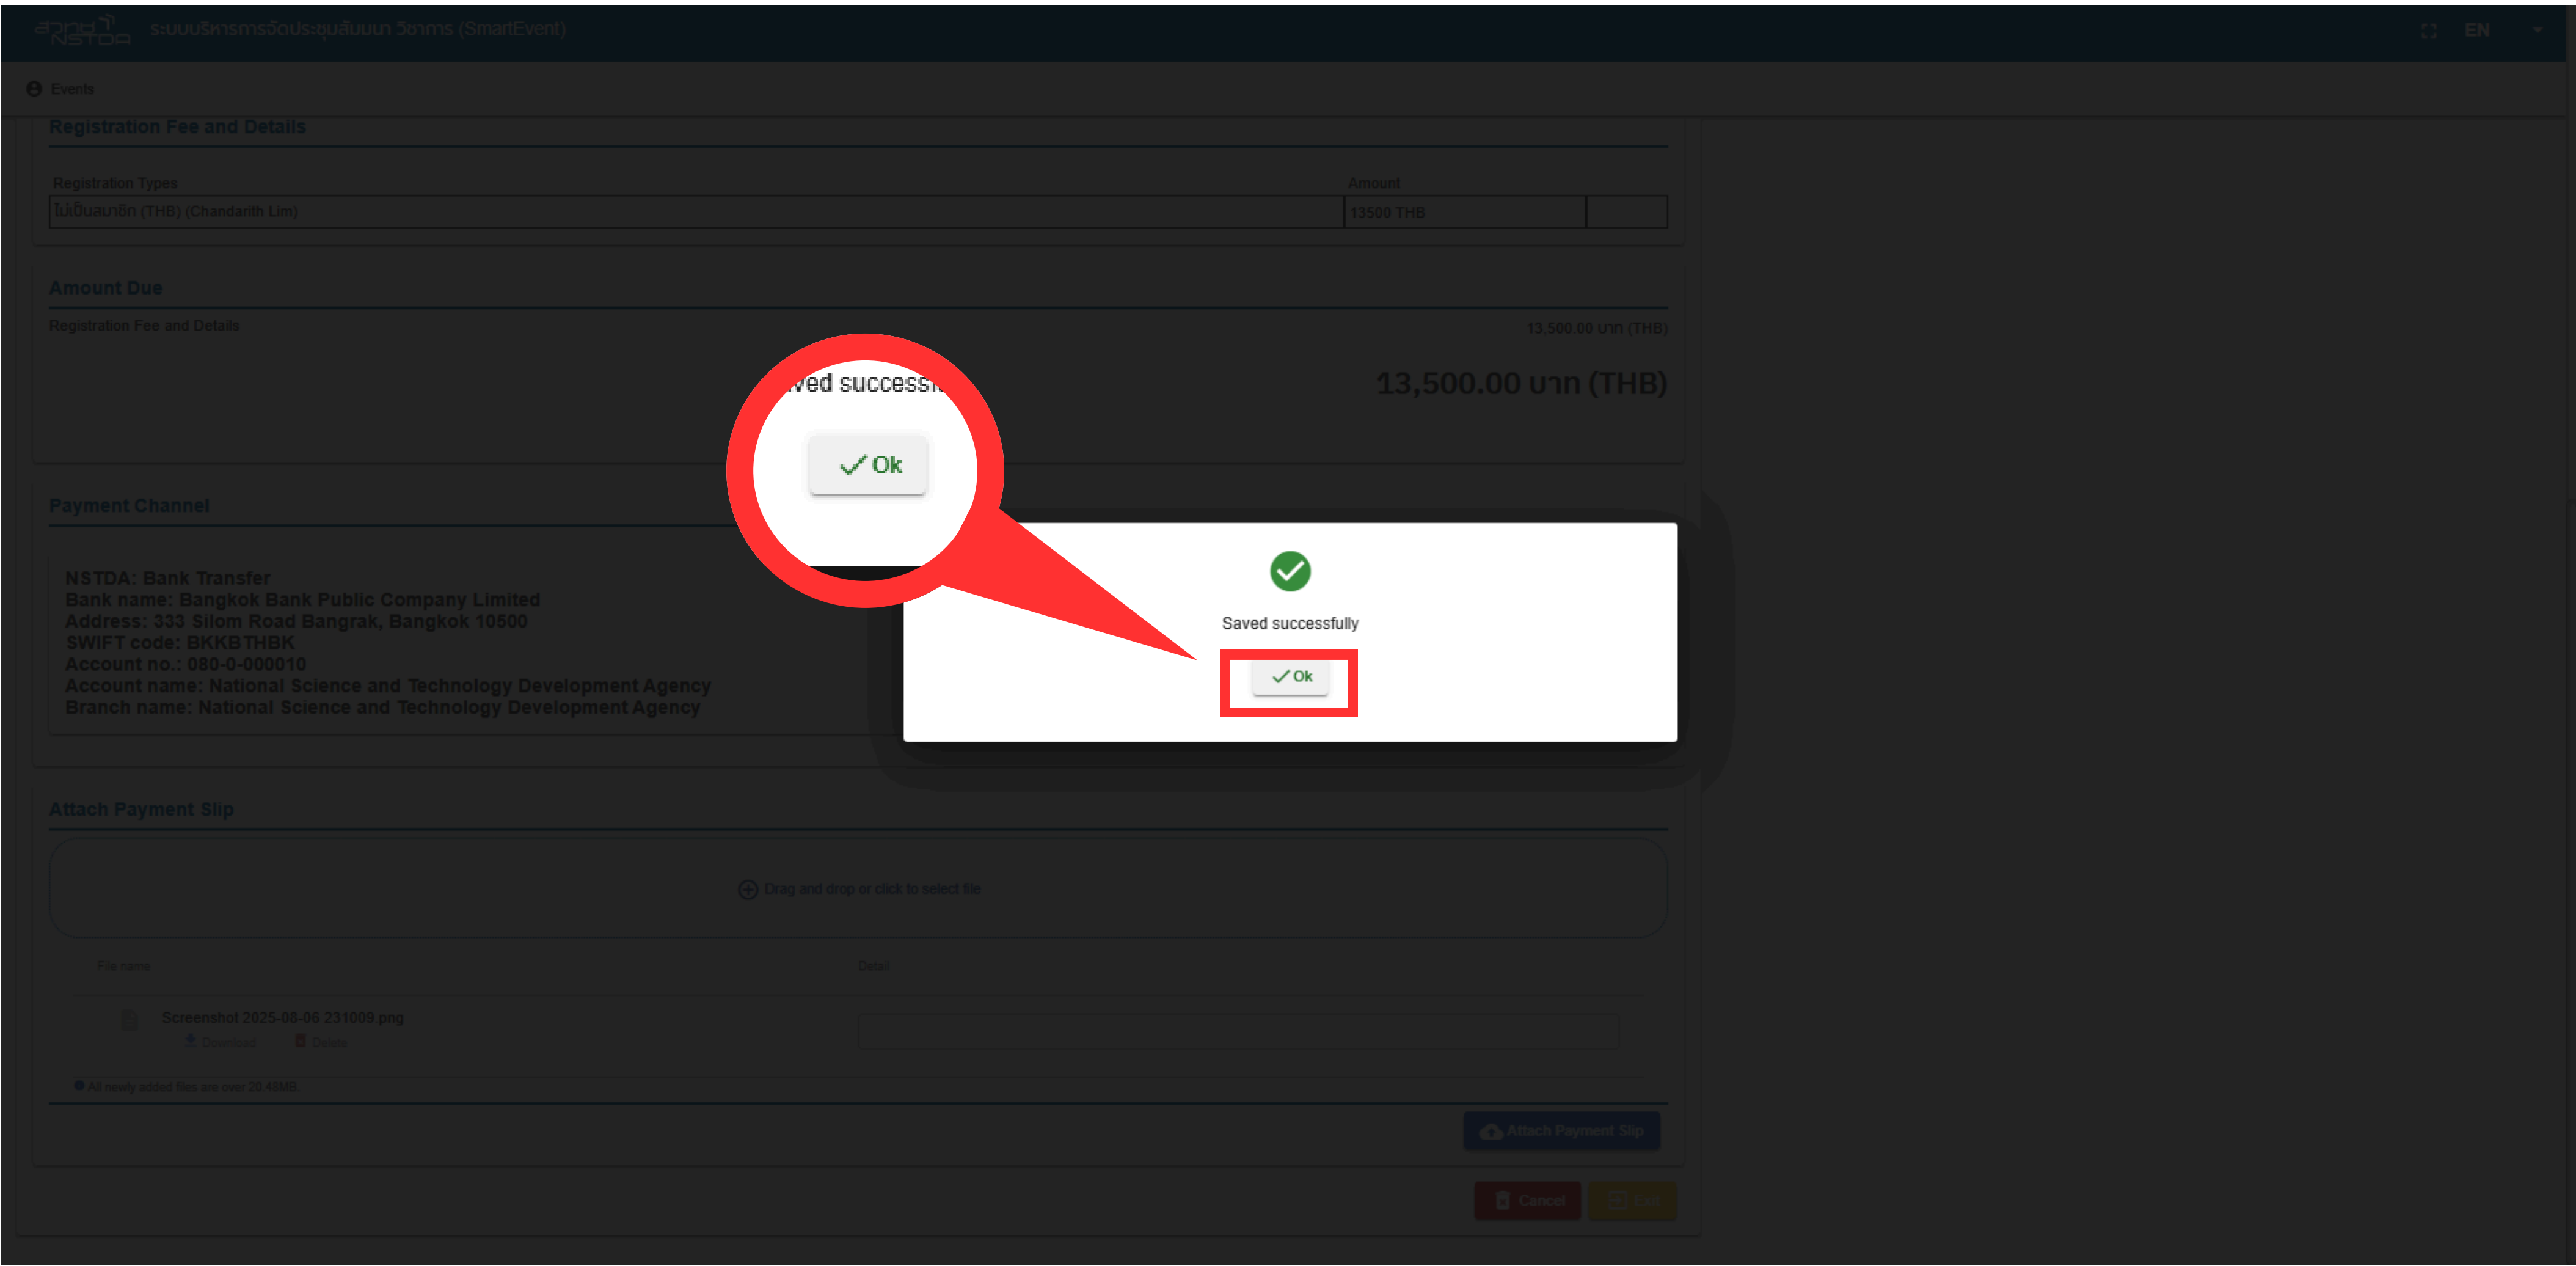 สวทช
NSTDA
ระบบบริหารการจัดประชุมสัมมนา วิชาการ (SmartEvent)
EN
Events
Registration Fee and Details
Registration Types Amount
ไม่เป็นสมาชิก (THB) (Chandarith Lim) 13500 THB
Amount Due
Registration Fee and Details 13,500.00 บาท (THB)
13,500.00 บาท (THB)
ved success
Ok
Payment Channel
NSTDA: Bank Transfer
Bank name: Bangkok Bank Public Company Limited
Address: 333 Silom Road Bangrak, Bangkok 10500
SWIFT code: BKKBTHBK
Account no.: 080-0-000010
Account name: National Science and Technology Development Agency
Branch name: National Science and Technology Development Agency
Saved successfully
Ok
Attach Payment Slip
Drag and drop or click to select file
File name Detail
Screenshot 2025-08-06 231009.png
Download Delete
All newly added files are over 20.48MB.
Attach Payment Slip
Cancel Exit